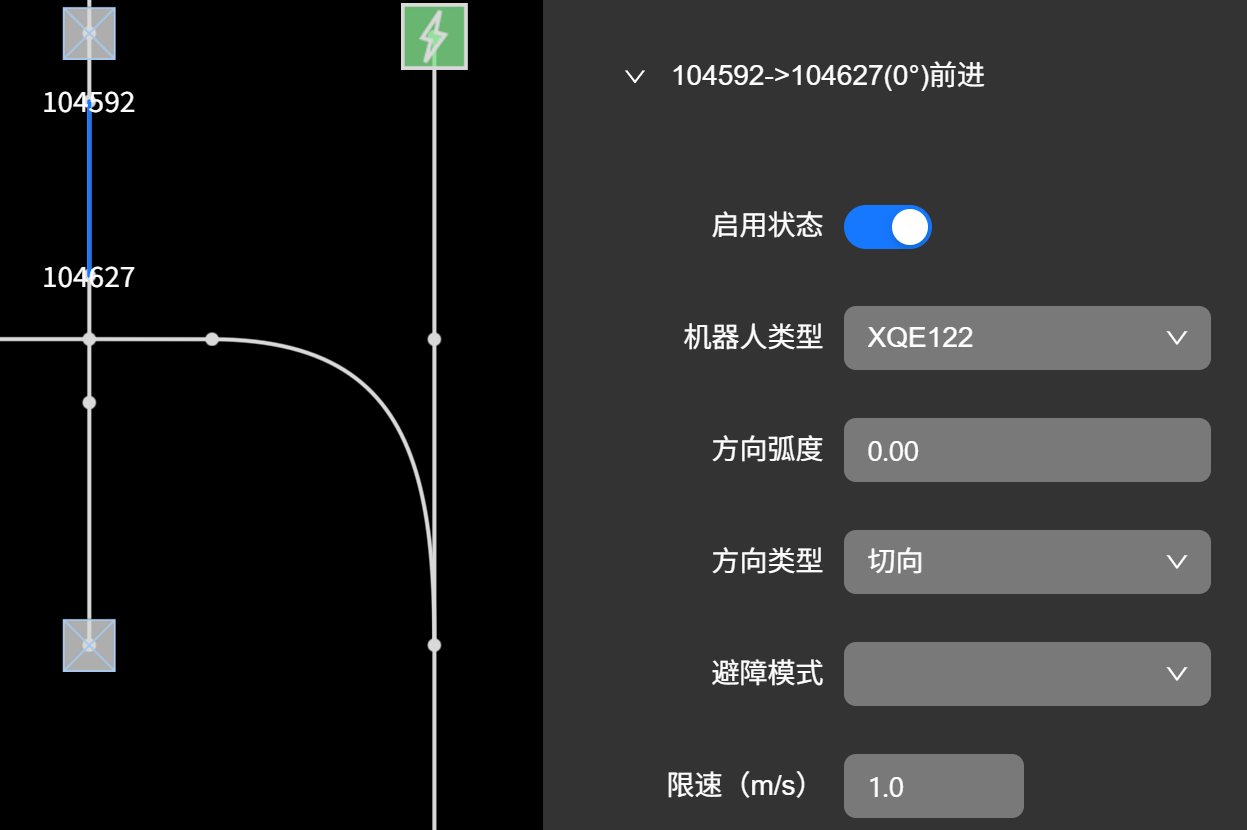 104592
104627
104592->104627(0°)前进
启用状态
机器人类型 XQE122
方向弧度 0.00
方向类型 切向
避障模式
限速（m/s） 1.0